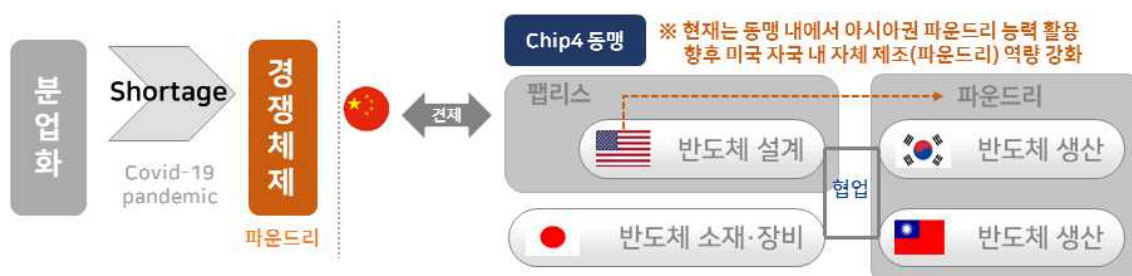 분업화
Shortage
Covid-19
pandemic
경쟁체제
파운드리
견제
Chip4 동맹
※ 현재는 동맹 내에서 아시아권 파운드리 능력 활용
향후 미국 자국 내 자체 제조(파운드리) 역량 강화
팹리스
파운드리
반도체 설계
반도체 생산
협업
반도체 소재·장비
반도체 생산